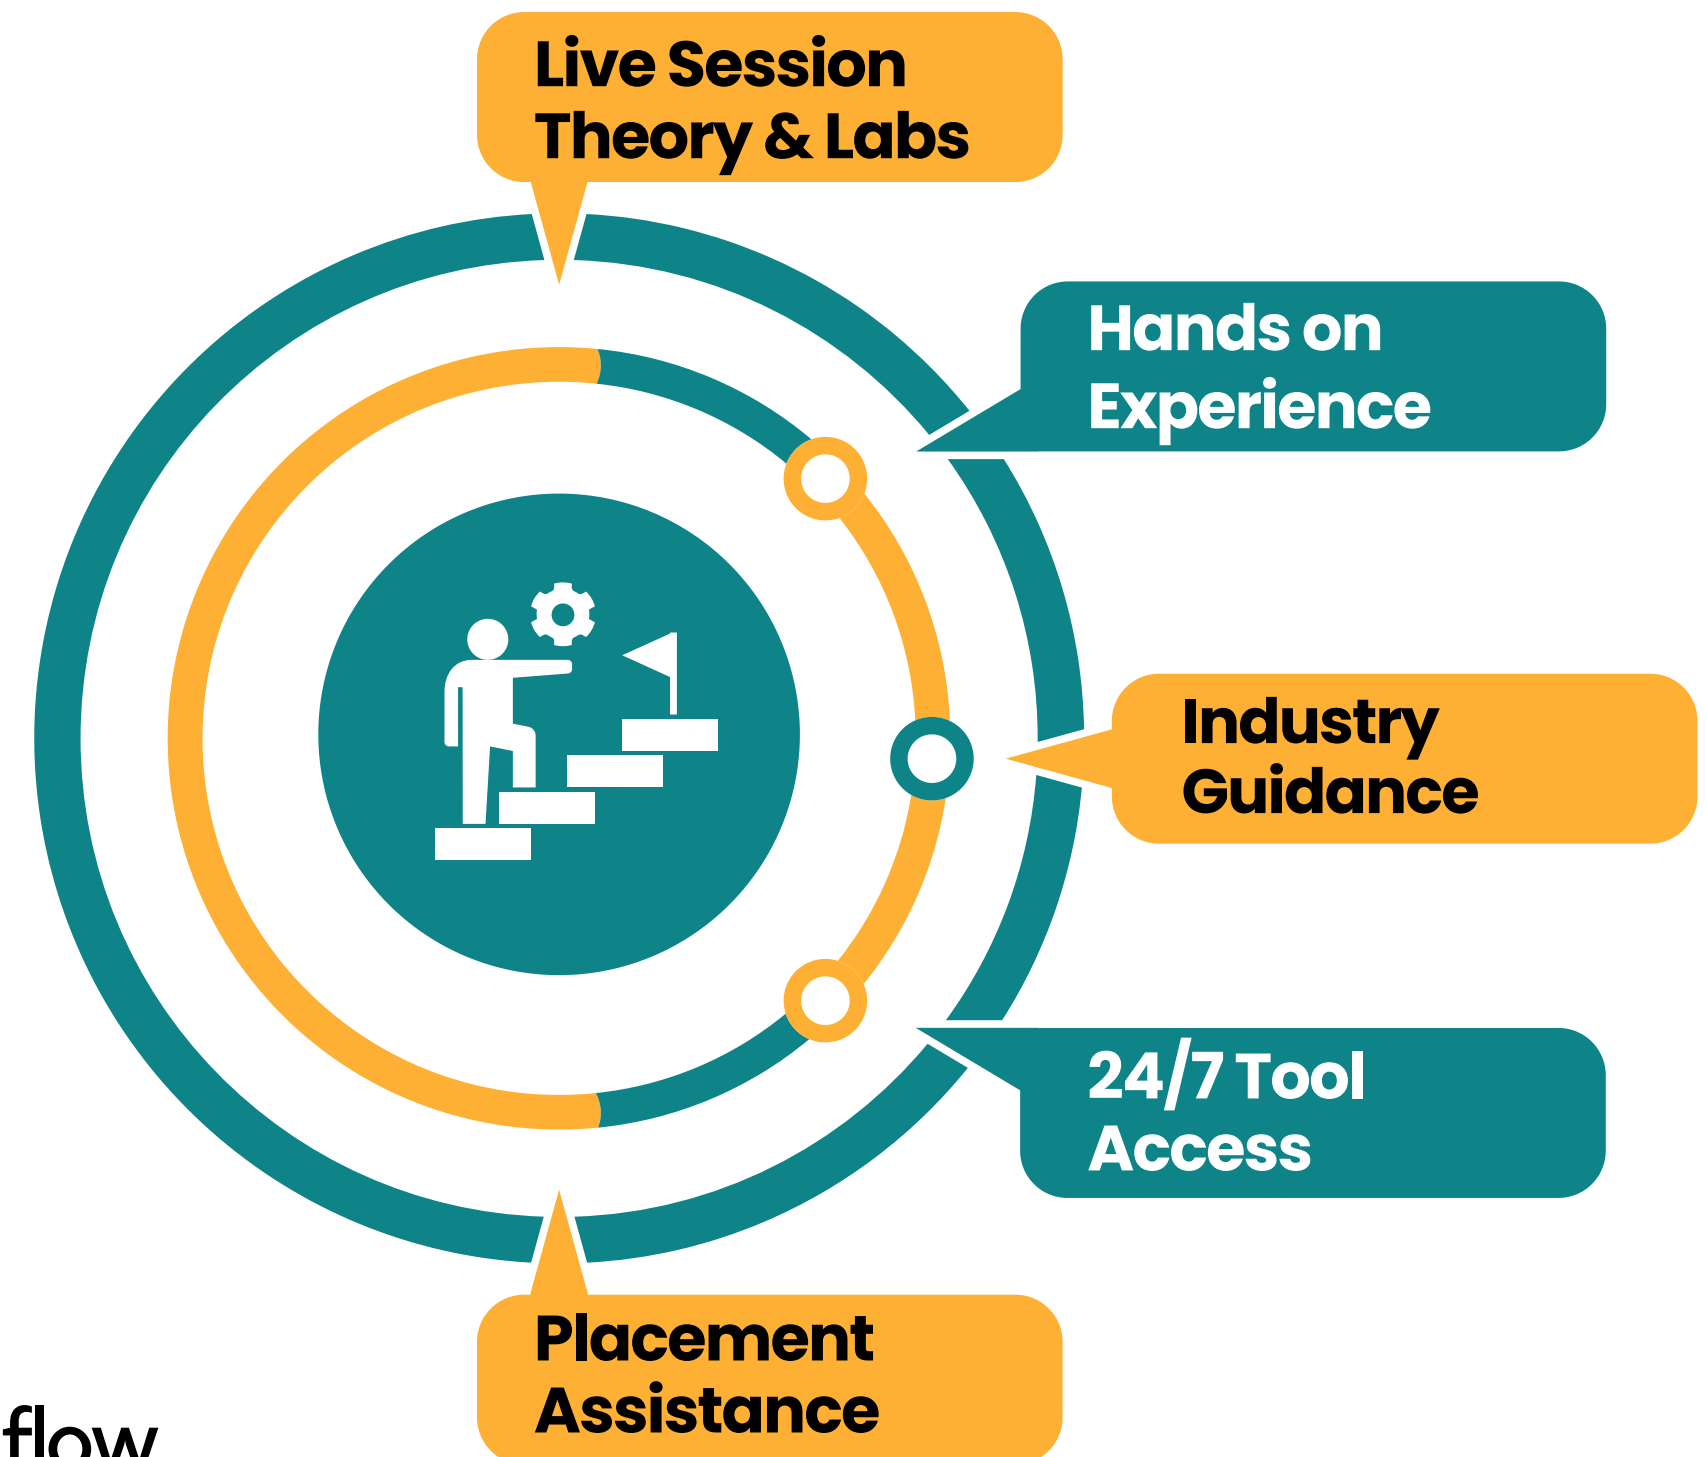 Live Session
Theory & Labs
Hands on
Experience
Industry
Guidance
24/7 Tool
Access
Placement
Assistance
flow